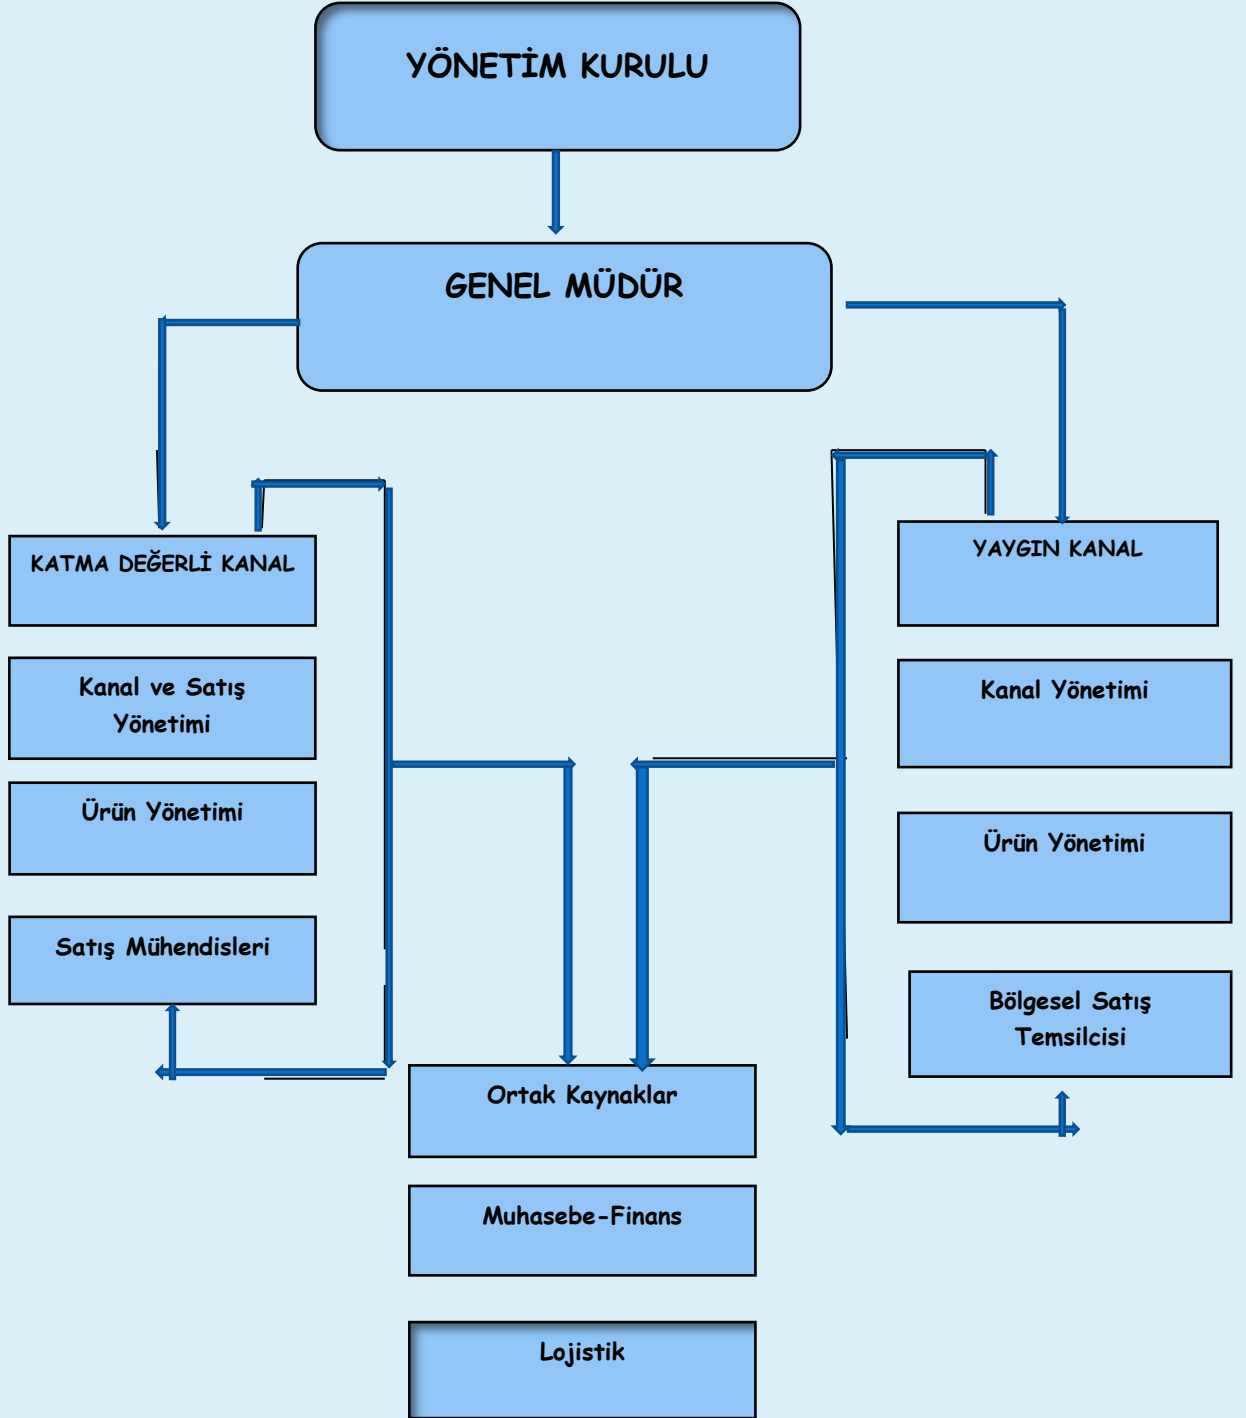 YÖNETİM KURULU
GENEL MÜDÜR
KATMA DEĞERLİ KANAL
Kanal ve Satış
Yönetimi
Ürün Yönetimi
Satış Mühendisleri
YAYGIN KANAL
Kanal Yönetimi
Ürün Yönetimi
Bölgesel Satış
Temsilcisi
Ortak Kaynaklar
Muhasebe-Finans
Lojistik